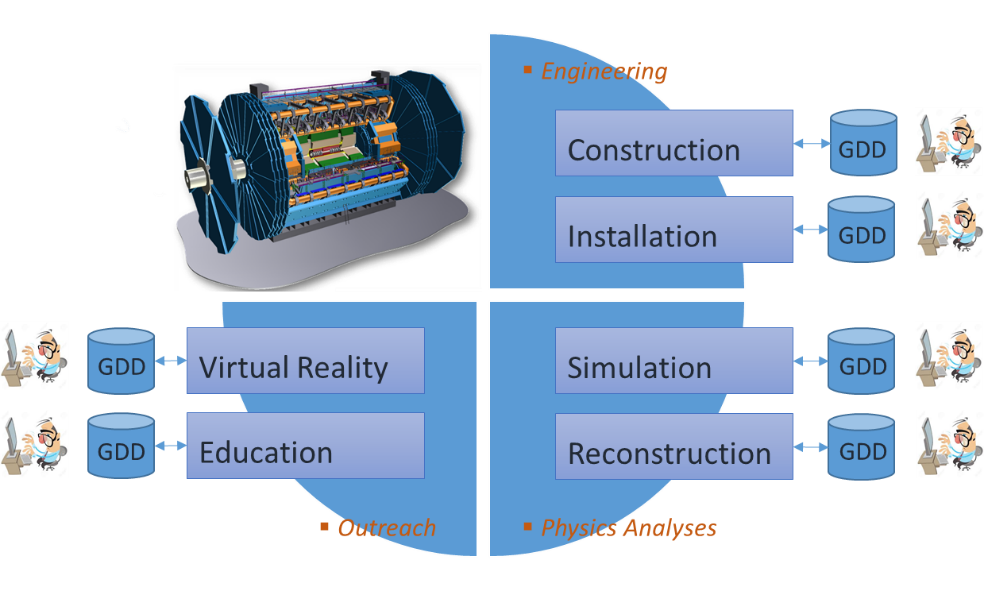 ▪ Engineering
Construction
GDD
Installation
GDD
GDD
Virtual Reality
GDD
Education
Simulation
GDD
Reconstruction
GDD
▪ Outreach
▪ Physics Analyses